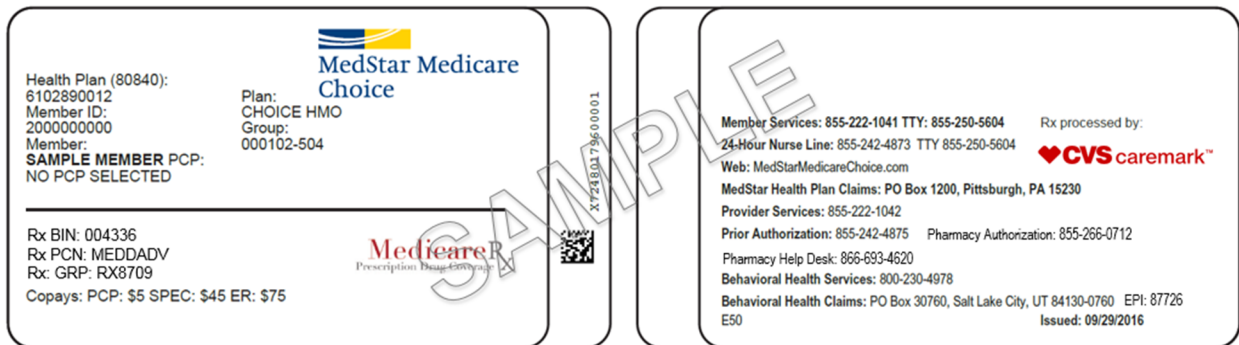 MedStar Medicare
Choice
Health Plan (80840):
6102890012
Member ID:
2000000000
Member:
SAMPLE MEMBER PCP:
NO PCP SELECTED
Plan:
CHOICE HMO
Group:
000102-504
Rx BIN: 004336
Rx PCN: MEDDADV
Rx: GRP: RX8709
Copays: PCP: $5 SPEC: $45 ER: $75
MedicareRx
Prescription Drug Coverage
X72480179600001
SAMPLE
Member Services: 855-222-1041 TTY: 855-250-5604
24-Hour Nurse Line: 855-242-4873 TTY 855-250-5604
Web: MedStarMedicareChoice.com
MedStar Health Plan Claims: PO Box 1200, Pittsburgh, PA 15230
Provider Services: 855-222-1042
Prior Authorization: 855-242-4875 Pharmacy Authorization: 855-266-0712
Pharmacy Help Desk: 866-693-4620
Behavioral Health Services: 800-230-4978
Behavioral Health Claims: PO Box 30760, Salt Lake City, UT 84130-0760 EPI: 87726
E50 Issued: 09/29/2016
Rx processed by:
CVS caremark™